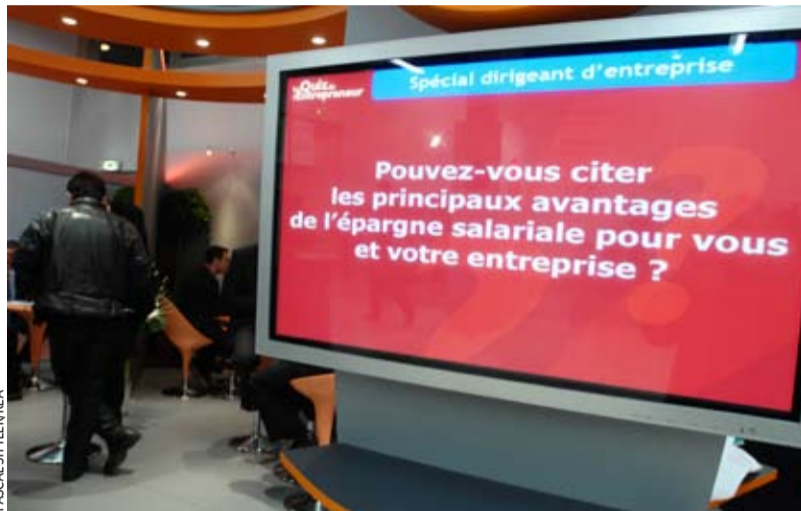 Quiz de
l'Entrepreneur
Spécial dirigeant d'entreprise
Pouvez-vous citer
les principaux avantages
de l'épargne salariale pour vous
et votre entreprise ?